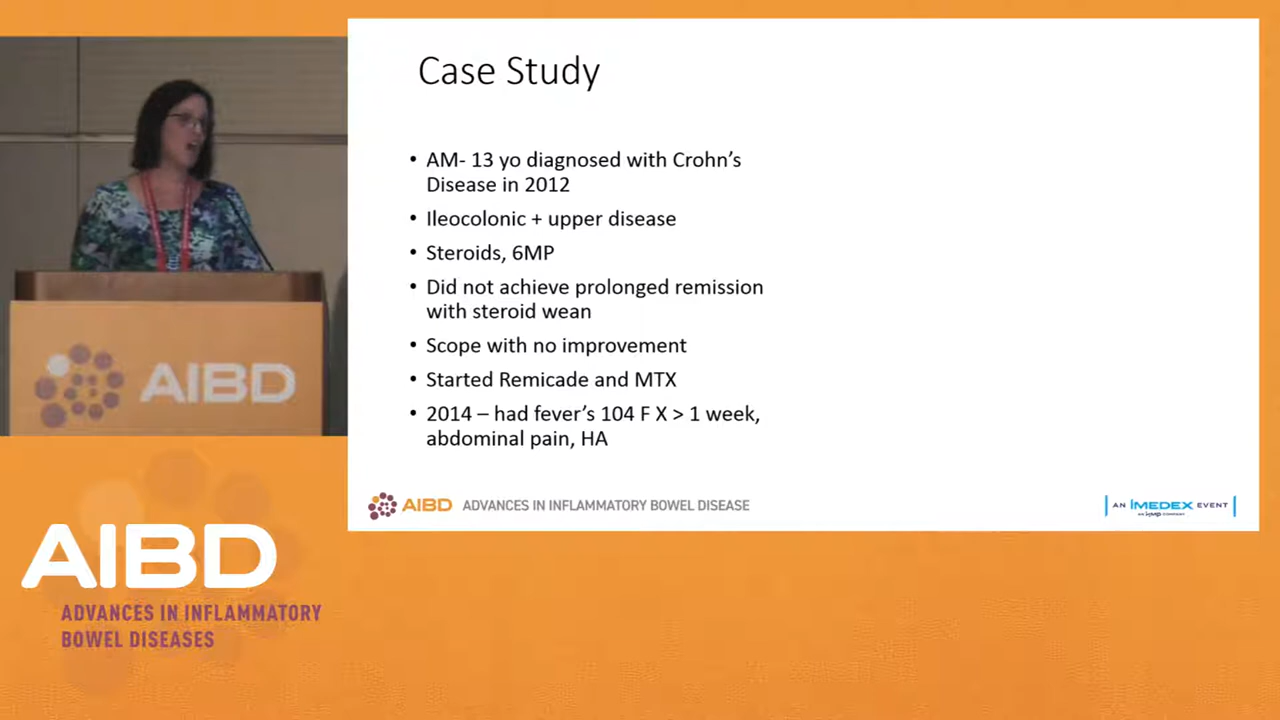 Case Study
• AM- 13 yo diagnosed with Crohn's
Disease in 2012
• Ileocolonic + upper disease
• Steroids, 6MP
• Did not achieve prolonged remission
with steroid wean
• Scope with no improvement
• Started Remicade and MTX
• 2014 – had fever's 104 F X > 1 week,
abdominal pain, HA
AIBD ADVANCES IN INFLAMMATORY BOWEL DISEASE
AN iMEDEX EVENT
AIBD
AIBD
ADVANCES IN INFLAMMATORY
BOWEL DISEASES